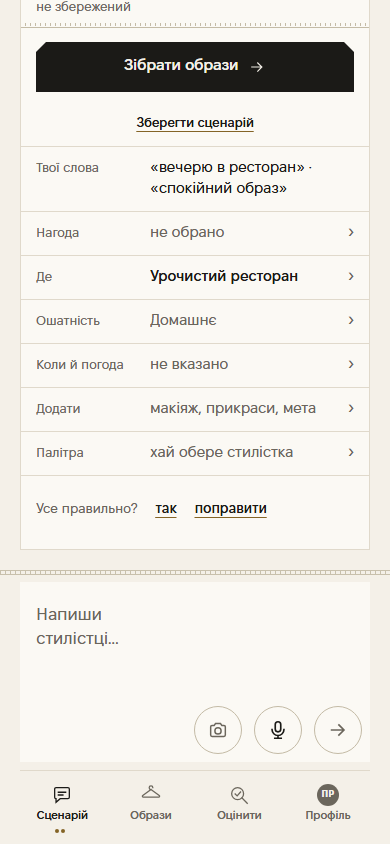 не збережений
Зібрати образи →
Зберегти сценарій
Твої слова «вечерю в ресторан» ·
«спокійний образ»
Нагода не обрано ›
Де Урочистий ресторан ›
Ошатність Домашнє ›
Коли й погода не вказано ›
Додати макіяж, прикраси, мета ›
Палітра хай обере стилістка ›
Усе правильно? так поправити
Напиши
стилістці...
ПР
Сценарій Образи Оцінити Профіль